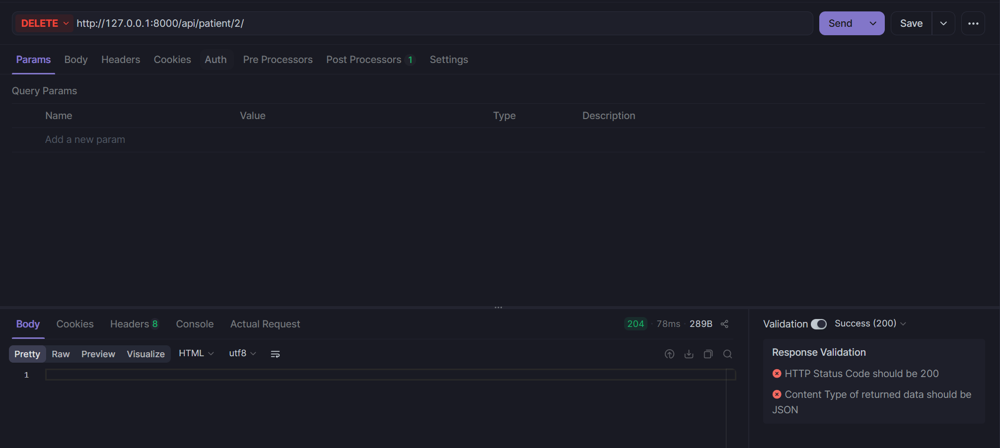 DELETE http://127.0.0.1:8000/api/patient/2/ Send Save
Params Body Headers Cookies Auth Pre Processors Post Processors 1 Settings
Query Params
Name Value Type Description
Add a new param
Body Cookies Headers 8 Console Actual Request 204 · 78ms · 289B
Pretty Raw Preview Visualize HTML utf8
1
Validation Success (200)
Response Validation
HTTP Status Code should be 200
Content Type of returned data should be
JSON